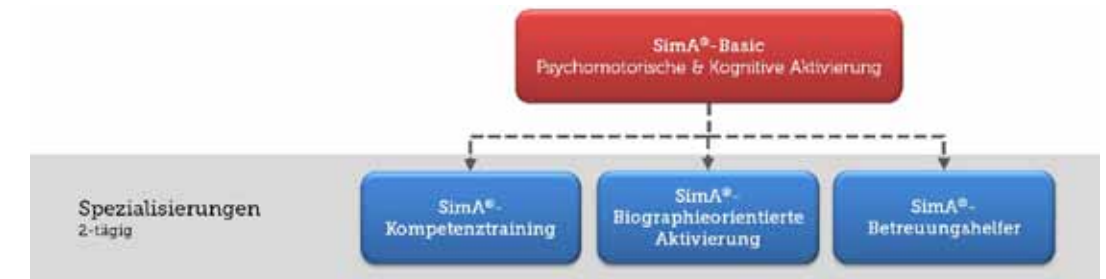 SimA®-Basic
Psychomotorische & Kognitive Aktivierung
Spezialisierungen
2-tägig
SimA®-
Kompetenztraining
SimA®-
Biographieorientierte
Aktivierung
SimA®-
Betreuungshelfer